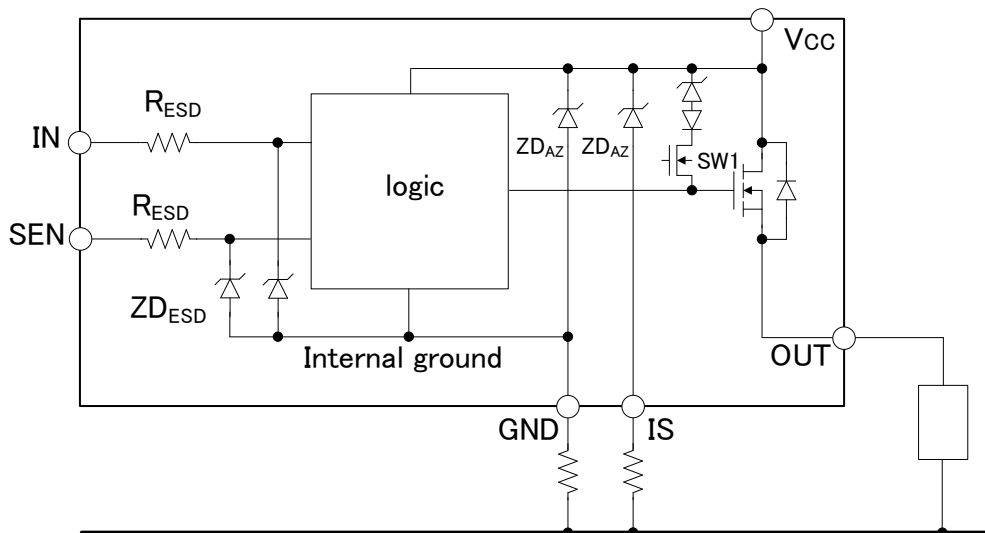 Vcc
RESD
IN
ZDAZ
ZDAZ
SW1
logic
RESD
SEN
ZDESD
Internal ground
OUT
GND
IS